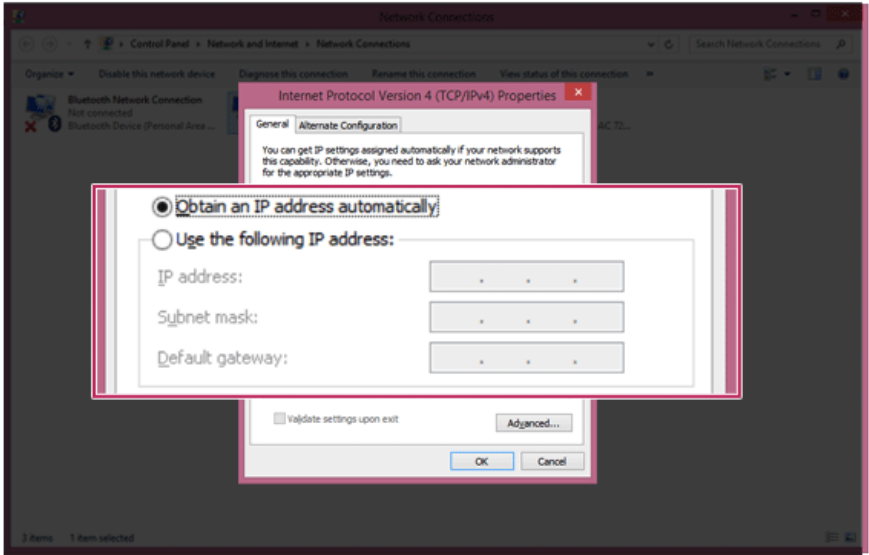 Network Connections
Control Panel Network and Internet Network Connections
Search Network Connections
Organize Disable this network device Diagnose this connection Rename this connection View status of this connection »
Bluetooth Network Connection
Not connected
Bluetooth Device (Personal Area ...
AC 72...
Internet Protocol Version 4 (TCP/IPv4) Properties
General Alternate Configuration
You can get IP settings assigned automatically if your network supports
this capability. Otherwise, you need to ask your network administrator
for the appropriate IP settings.
Obtain an IP address automatically
Use the following IP address:
IP address:
Subnet mask:
Default gateway:
Validate settings upon exit
Advanced...
OK Cancel
3 items 1 item selected